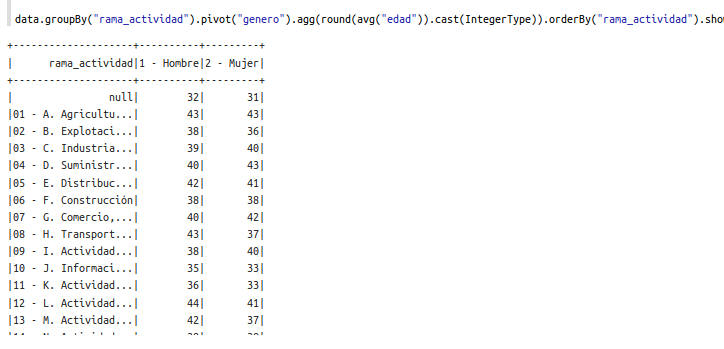 data.groupBy("rama_actividad").pivot("genero").agg(round(avg("edad")).cast(IntegerType)).orderBy("rama_actividad").sho
+--------------------+----------+---------+
|      rama_actividad|1 - Hombre|2 - Mujer|
+--------------------+----------+---------+
|                null|        32|       31|
|01 - A. Agricultu...|        43|       43|
|02 - B. Explotaci...|        38|       36|
|03 - C. Industria...|        39|       40|
|04 - D. Suministr...|        40|       43|
|05 - E. Distribuc...|        42|       41|
|06 - F. Construcción|        38|       38|
|07 - G. Comercio,...|        40|       42|
|08 - H. Transport...|        43|       37|
|09 - I. Actividad...|        38|       40|
|10 - J. Informaci...|        35|       33|
|11 - K. Actividad...|        36|       33|
|12 - L. Actividad...|        44|       41|
|13 - M. Actividad...|        42|       37|